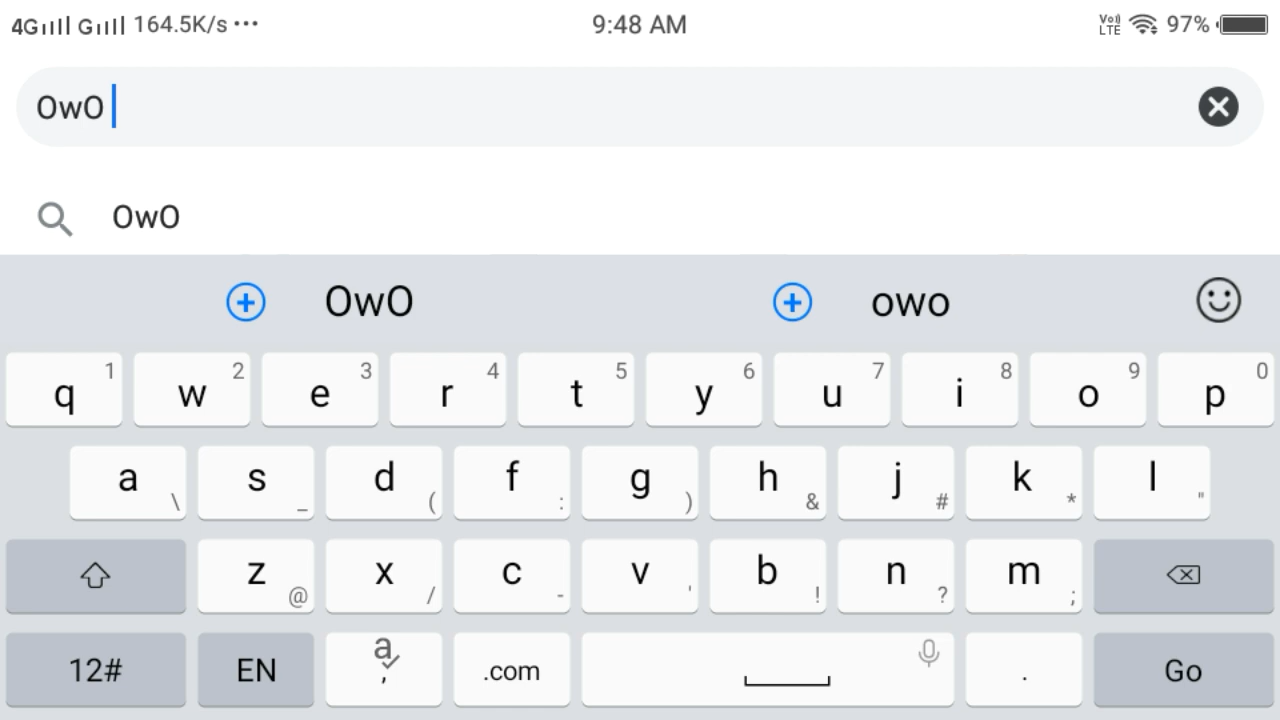 4G G 164.5K/s ... 9:48 AM Vo) LTE 97%
OwO
OwO
OwO owo
q 1 w 2 e 3 r 4 t 5 y 6 u 7 i 8 o 9 p 0
a \ s _ d ( f : g ) h & j # k * l "
z @ x / c - v ' b ! n ? m ;
12# EN a , .com . Go